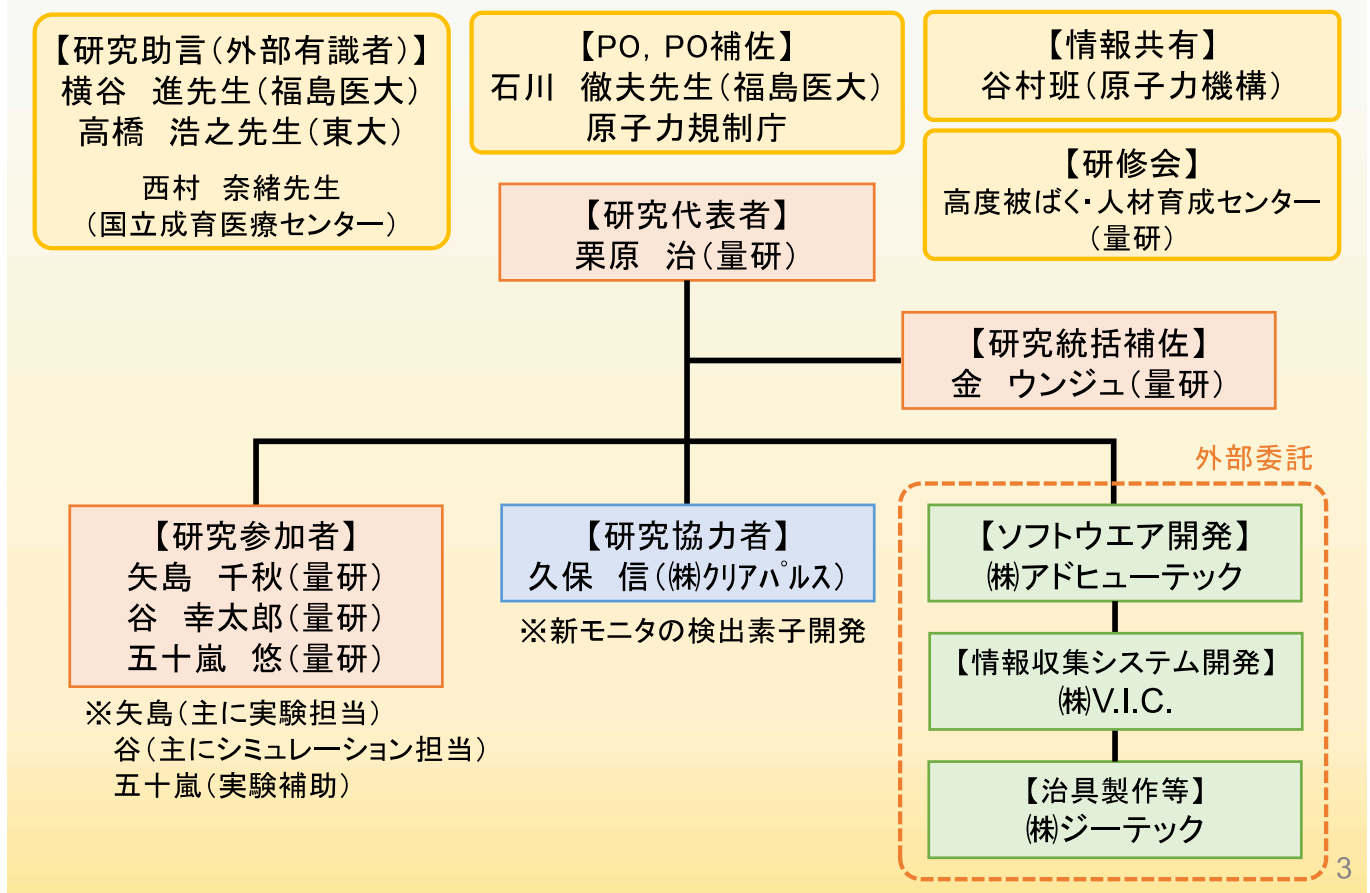 【研究助言(外部有識者)】
横谷 進先生(福島医大)
高橋 浩之先生(東大)
西村 奈緒先生
(国立成育医療センター)
【PO, PO補佐】
石川 徹夫先生(福島医大)
原子力規制庁
【情報共有】
谷村班(原子力機構)
【研修会】
高度被ばく・人材育成センター
(量研)
【研究代表者】
栗原 治(量研)
【研究統括補佐】
金 ウンジュ(量研)
外部委託
【研究参加者】
矢島 千秋(量研)
谷 幸太郎(量研)
五十嵐 悠(量研)
※矢島(主に実験担当)
谷(主にシミュレーション担当)
五十嵐(実験補助)
【研究協力者】
久保 信(㈱クリアパルス)
※新モニタの検出素子開発
【ソフトウエア開発】
㈱アドヒューテック
【情報収集システム開発】
㈱V.I.C.
【治具製作等】
㈱ジーテック
3